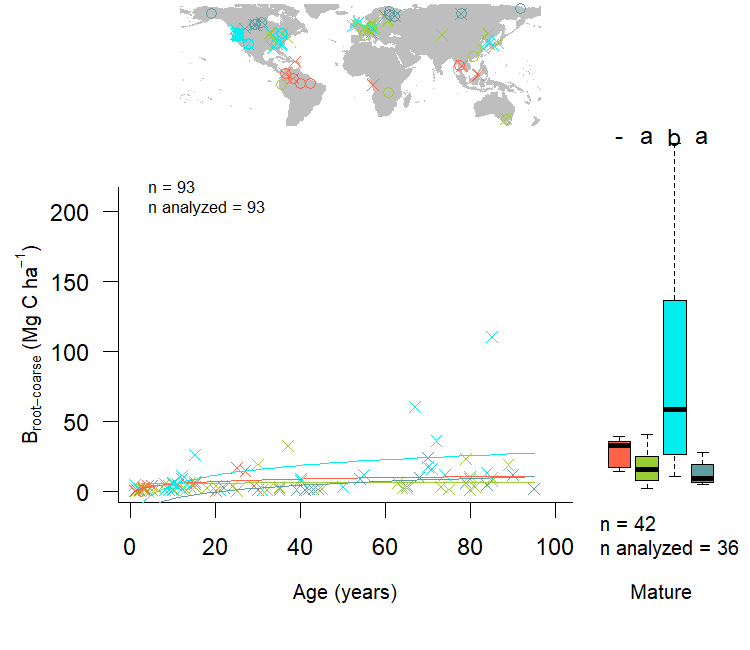 - a b a
n = 93
n analyzed = 93
200
150
100
50
0
B root−coarse (Mg C ha −1)
0 20 40 60 80 100
Age (years)
n = 42
n analyzed = 36
Mature